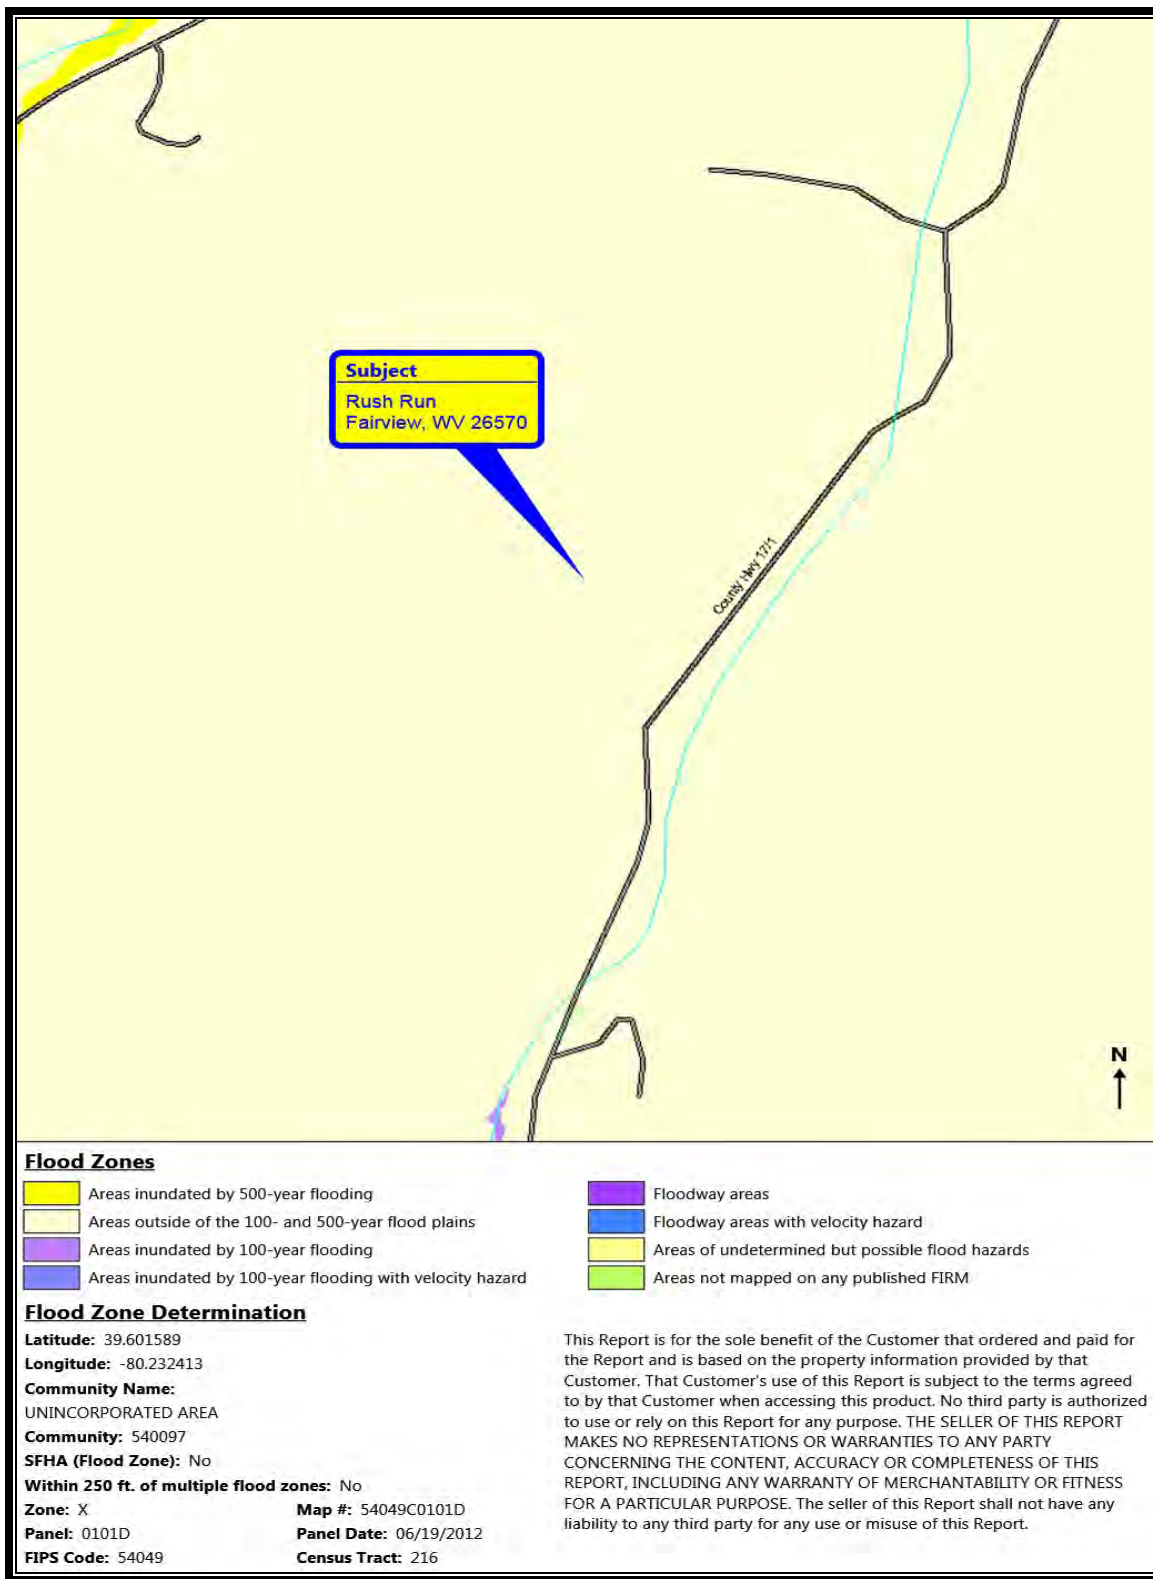 Subject
Rush Run
Fairview, WV 26570
County Hwy 17/1
N
Flood Zones
Areas inundated by 500-year flooding
Areas outside of the 100- and 500-year flood plains
Areas inundated by 100-year flooding
Areas inundated by 100-year flooding with velocity hazard
Floodway areas
Floodway areas with velocity hazard
Areas of undetermined but possible flood hazards
Areas not mapped on any published FIRM
Flood Zone Determination
Latitude: 39.601589
Longitude: -80.232413
Community Name:
UNINCORPORATED AREA
Community: 540097
SFHA (Flood Zone): No
Within 250 ft. of multiple flood zones: No
Zone: X Map #: 54049C0101D
Panel: 0101D Panel Date: 06/19/2012
FIPS Code: 54049 Census Tract: 216
This Report is for the sole benefit of the Customer that ordered and paid for
the Report and is based on the property information provided by that
Customer. That Customer's use of this Report is subject to the terms agreed
to by that Customer when accessing this product. No third party is authorized
to use or rely on this Report for any purpose. THE SELLER OF THIS REPORT
MAKES NO REPRESENTATIONS OR WARRANTIES TO ANY PARTY
CONCERNING THE CONTENT, ACCURACY OR COMPLETENESS OF THIS
REPORT, INCLUDING ANY WARRANTY OF MERCHANTABILITY OR FITNESS
FOR A PARTICULAR PURPOSE. The seller of this Report shall not have any
liability to any third party for any use or misuse of this Report.